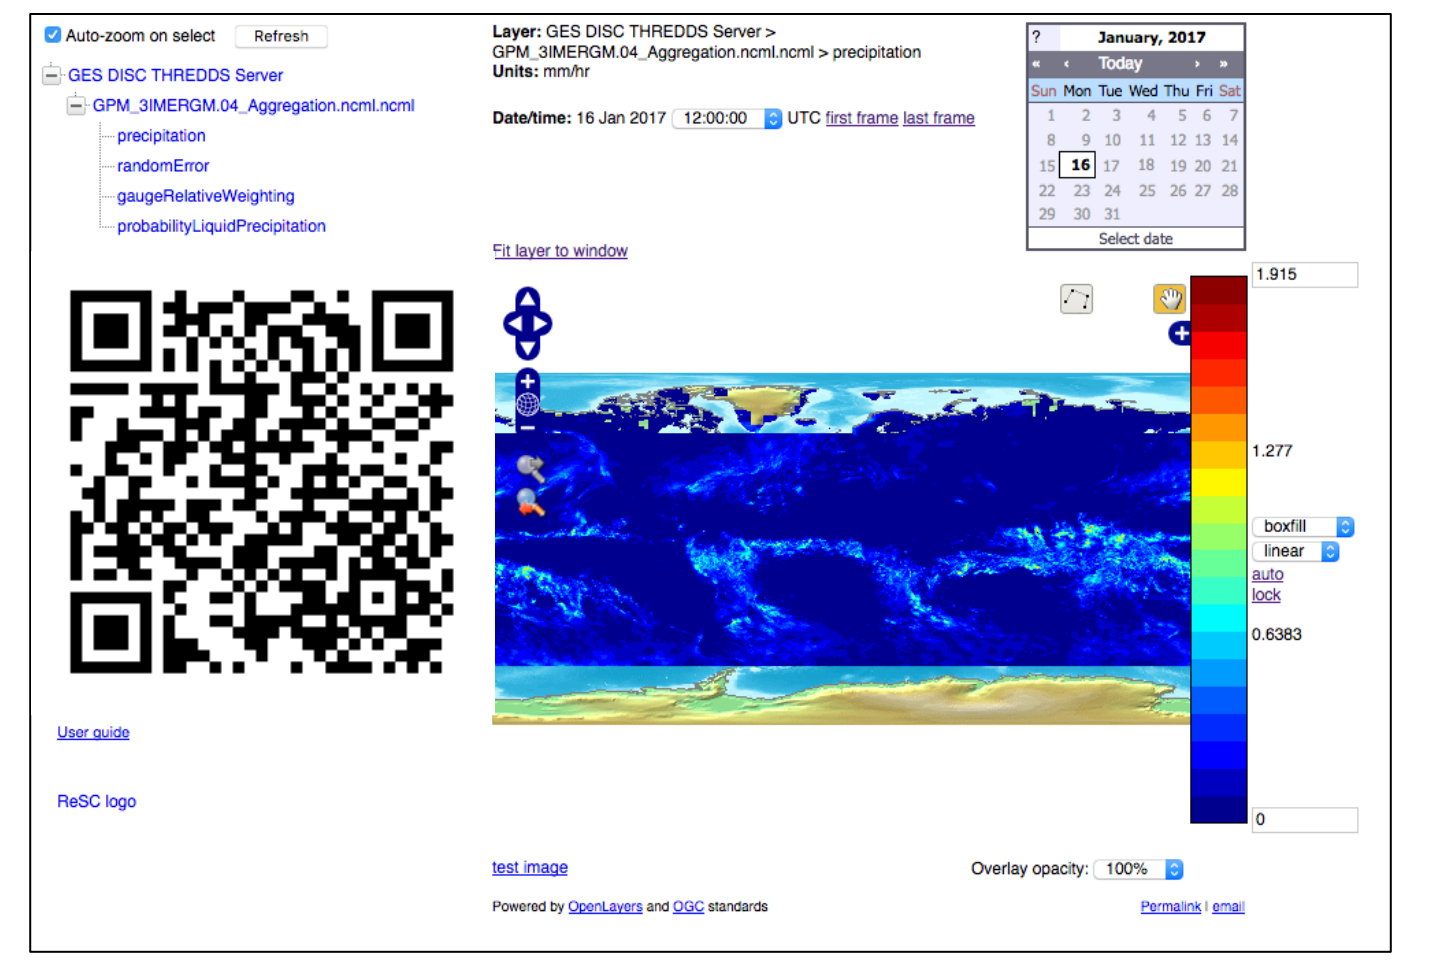 Auto-zoom on select Refresh
GES DISC THREDDS Server
GPM_3IMERGM.04_Aggregation.ncml.ncml
precipitation
randomError
gaugeRelativeWeighting
probabilityLiquidPrecipitation
User guide
ReSC logo
Layer: GES DISC THREDDS Server >
GPM_3IMERGM.04_Aggregation.ncml.ncml > precipitation
Units: mm/hr
Date/time: 16 Jan 2017 12:00:00 UTC first frame last frame
Fit layer to window
? January, 2017
« ‹ Today › »
Sun Mon Tue Wed Thu Fri Sat
1 2 3 4 5 6 7
8 9 10 11 12 13 14
15 16 17 18 19 20 21
22 23 24 25 26 27 28
29 30 31
Select date
1.915
1.277
boxfill
linear
auto
lock
0.6383
0
test image
Overlay opacity: 100%
Powered by OpenLayers and OGC standards
Permalink | email